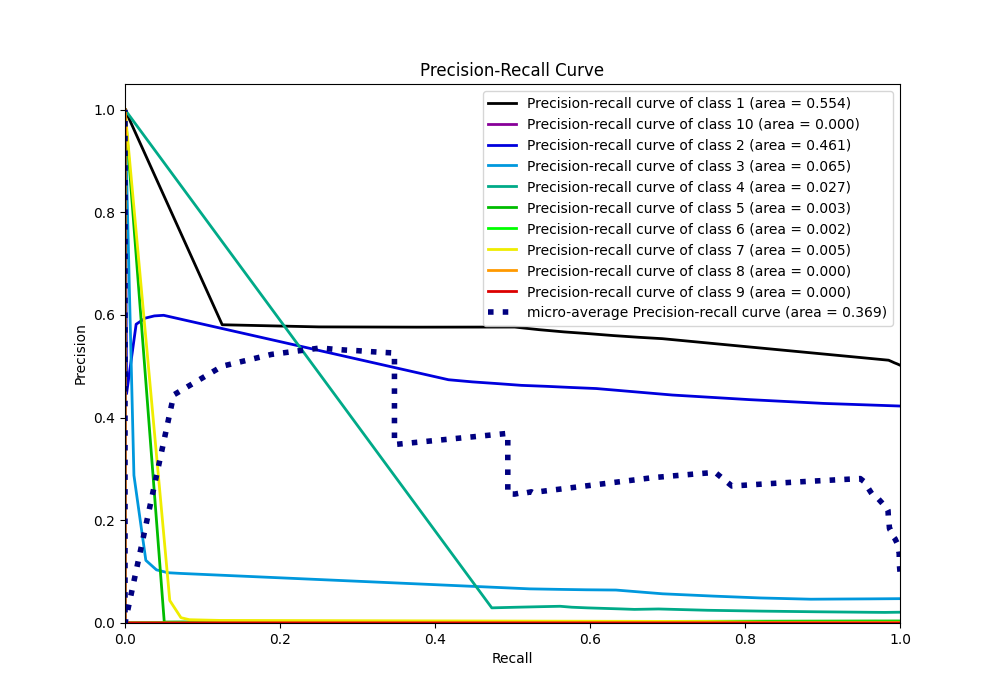 Precision-Recall Curve
Precision-recall curve of class 1 (area = 0.554)
Precision-recall curve of class 10 (area = 0.000)
Precision-recall curve of class 2 (area = 0.461)
Precision-recall curve of class 3 (area = 0.065)
Precision-recall curve of class 4 (area = 0.027)
Precision-recall curve of class 5 (area = 0.003)
Precision-recall curve of class 6 (area = 0.002)
Precision-recall curve of class 7 (area = 0.005)
Precision-recall curve of class 8 (area = 0.000)
Precision-recall curve of class 9 (area = 0.000)
micro-average Precision-recall curve (area = 0.369)
Precision
1.0
0.8
0.6
0.4
0.2
0.0
0.0 0.2 0.4 0.6 0.8 1.0
Recall